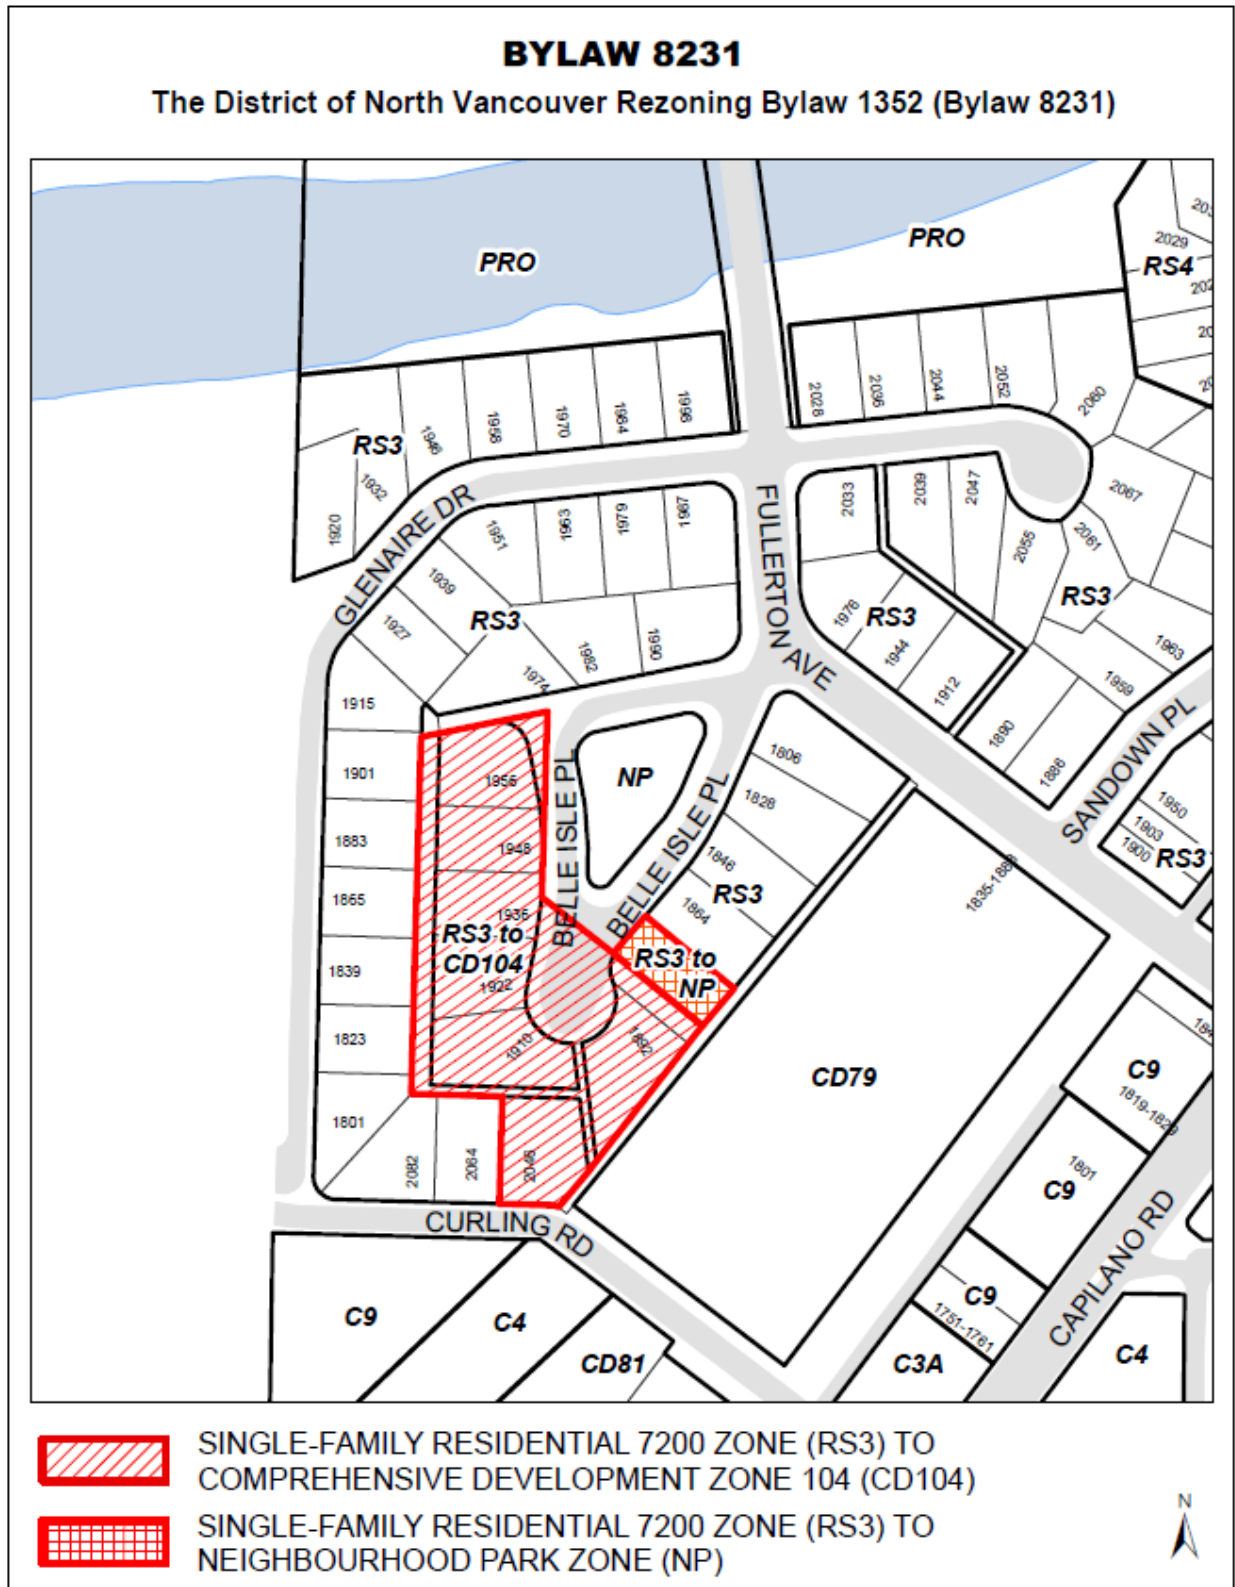 BYLAW 8231
The District of North Vancouver Rezoning Bylaw 1352 (Bylaw 8231)
PRO
PRO
2029
RS4
RS3
1920
1932
1946
1958
1970
1984
1998
2028
2036
2044
2052
2060
GLENAIRE DR
1951
1963
1979
1987
FULLERTON AVE
2033
2039
2047
2055
2061
2067
1939
1927
RS3
1974
1982
1990
1976
RS3
1944
1912
RS3
1963
1959
1890
1886
SANDOWN PL
1950
1903
1900
RS3
1915
1901
1883
1865
1839
1823
1801
2082
2064
2046
1956
1948
1936
RS3 to
CD104
1922
1910
1892
BELLE ISLE PL
NP
BELLE ISLE PL
1806
1828
1846
RS3
1864
RS3 to
NP
CD79
C9
1819-1829
1801
C9
C9
1751-1761
C3A
CAPILANO RD
C4
CURLING RD
C9
C4
CD81
SINGLE-FAMILY RESIDENTIAL 7200 ZONE (RS3) TO
COMPREHENSIVE DEVELOPMENT ZONE 104 (CD104)
SINGLE-FAMILY RESIDENTIAL 7200 ZONE (RS3) TO
NEIGHBOURHOOD PARK ZONE (NP)
N